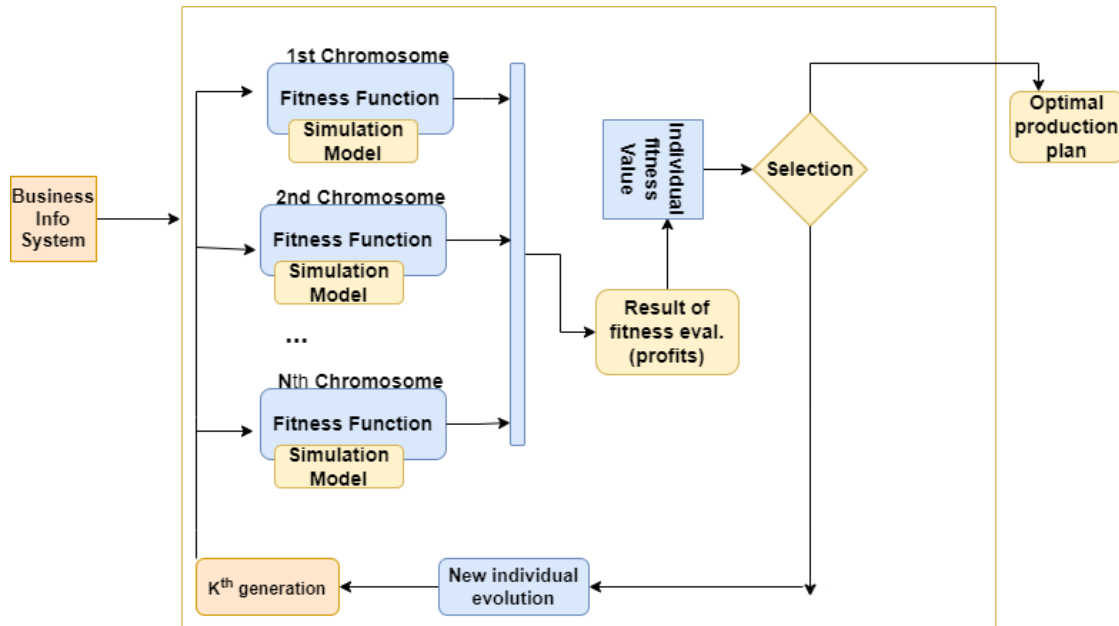 Business
Info
System
1st Chromosome
Fitness Function
Simulation
Model
2nd Chromosome
Fitness Function
Simulation
Model
...
Nth Chromosome
Fitness Function
Simulation
Model
Kth generation
New individual
evolution
Result of
fitness eval.
(profits)
Individual
fitness
Value
Selection
Optimal
production
plan